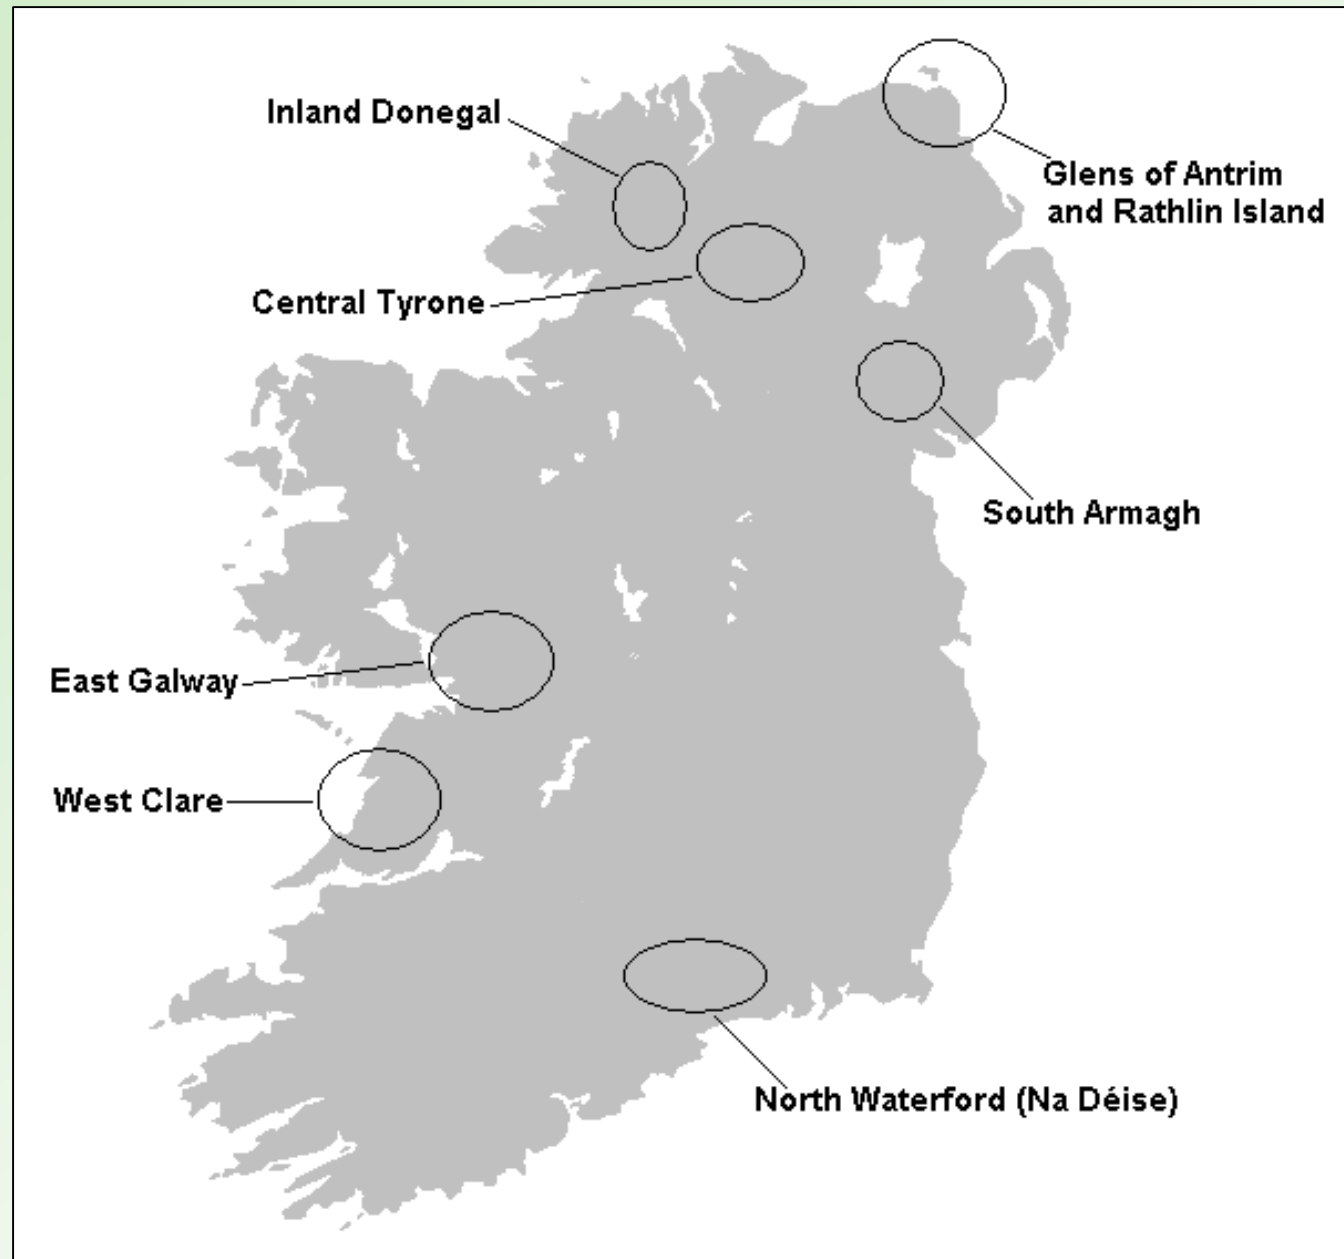 Inland Donegal
Glens of Antrim
and Rathlin Island
Central Tyrone
South Armagh
East Galway
West Clare
North Waterford (Na Déise)